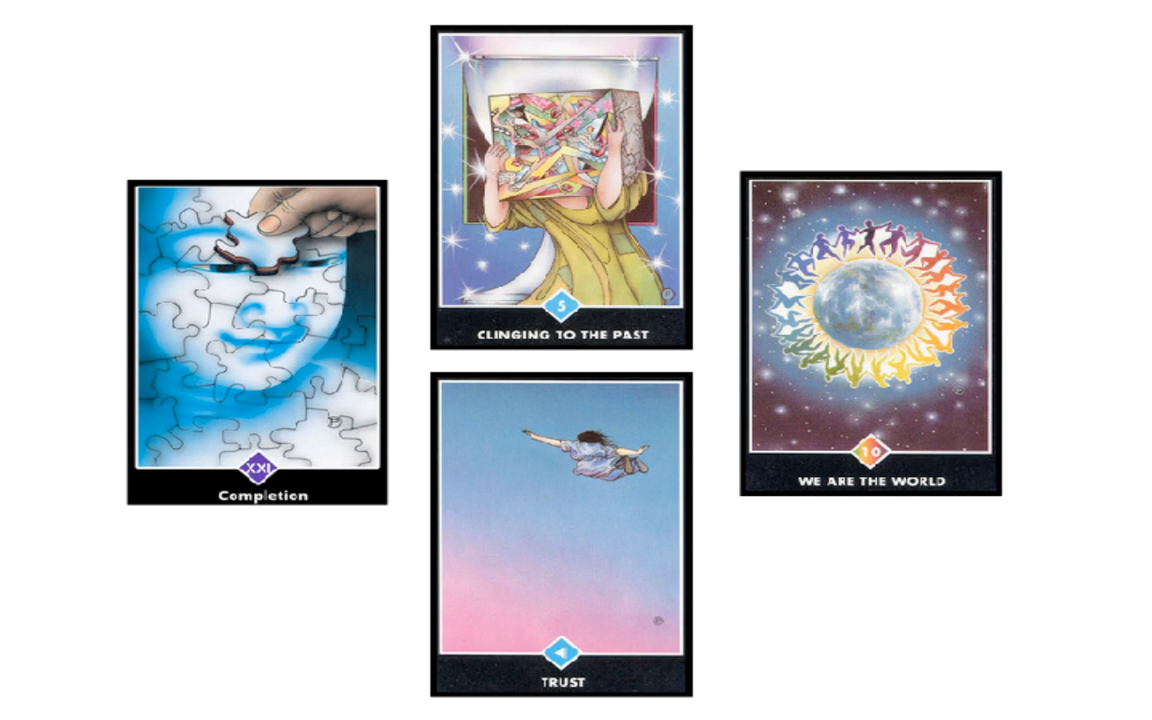 5
CLINGING TO THE PAST
XXI
Completion
10
WE ARE THE WORLD
TRUST